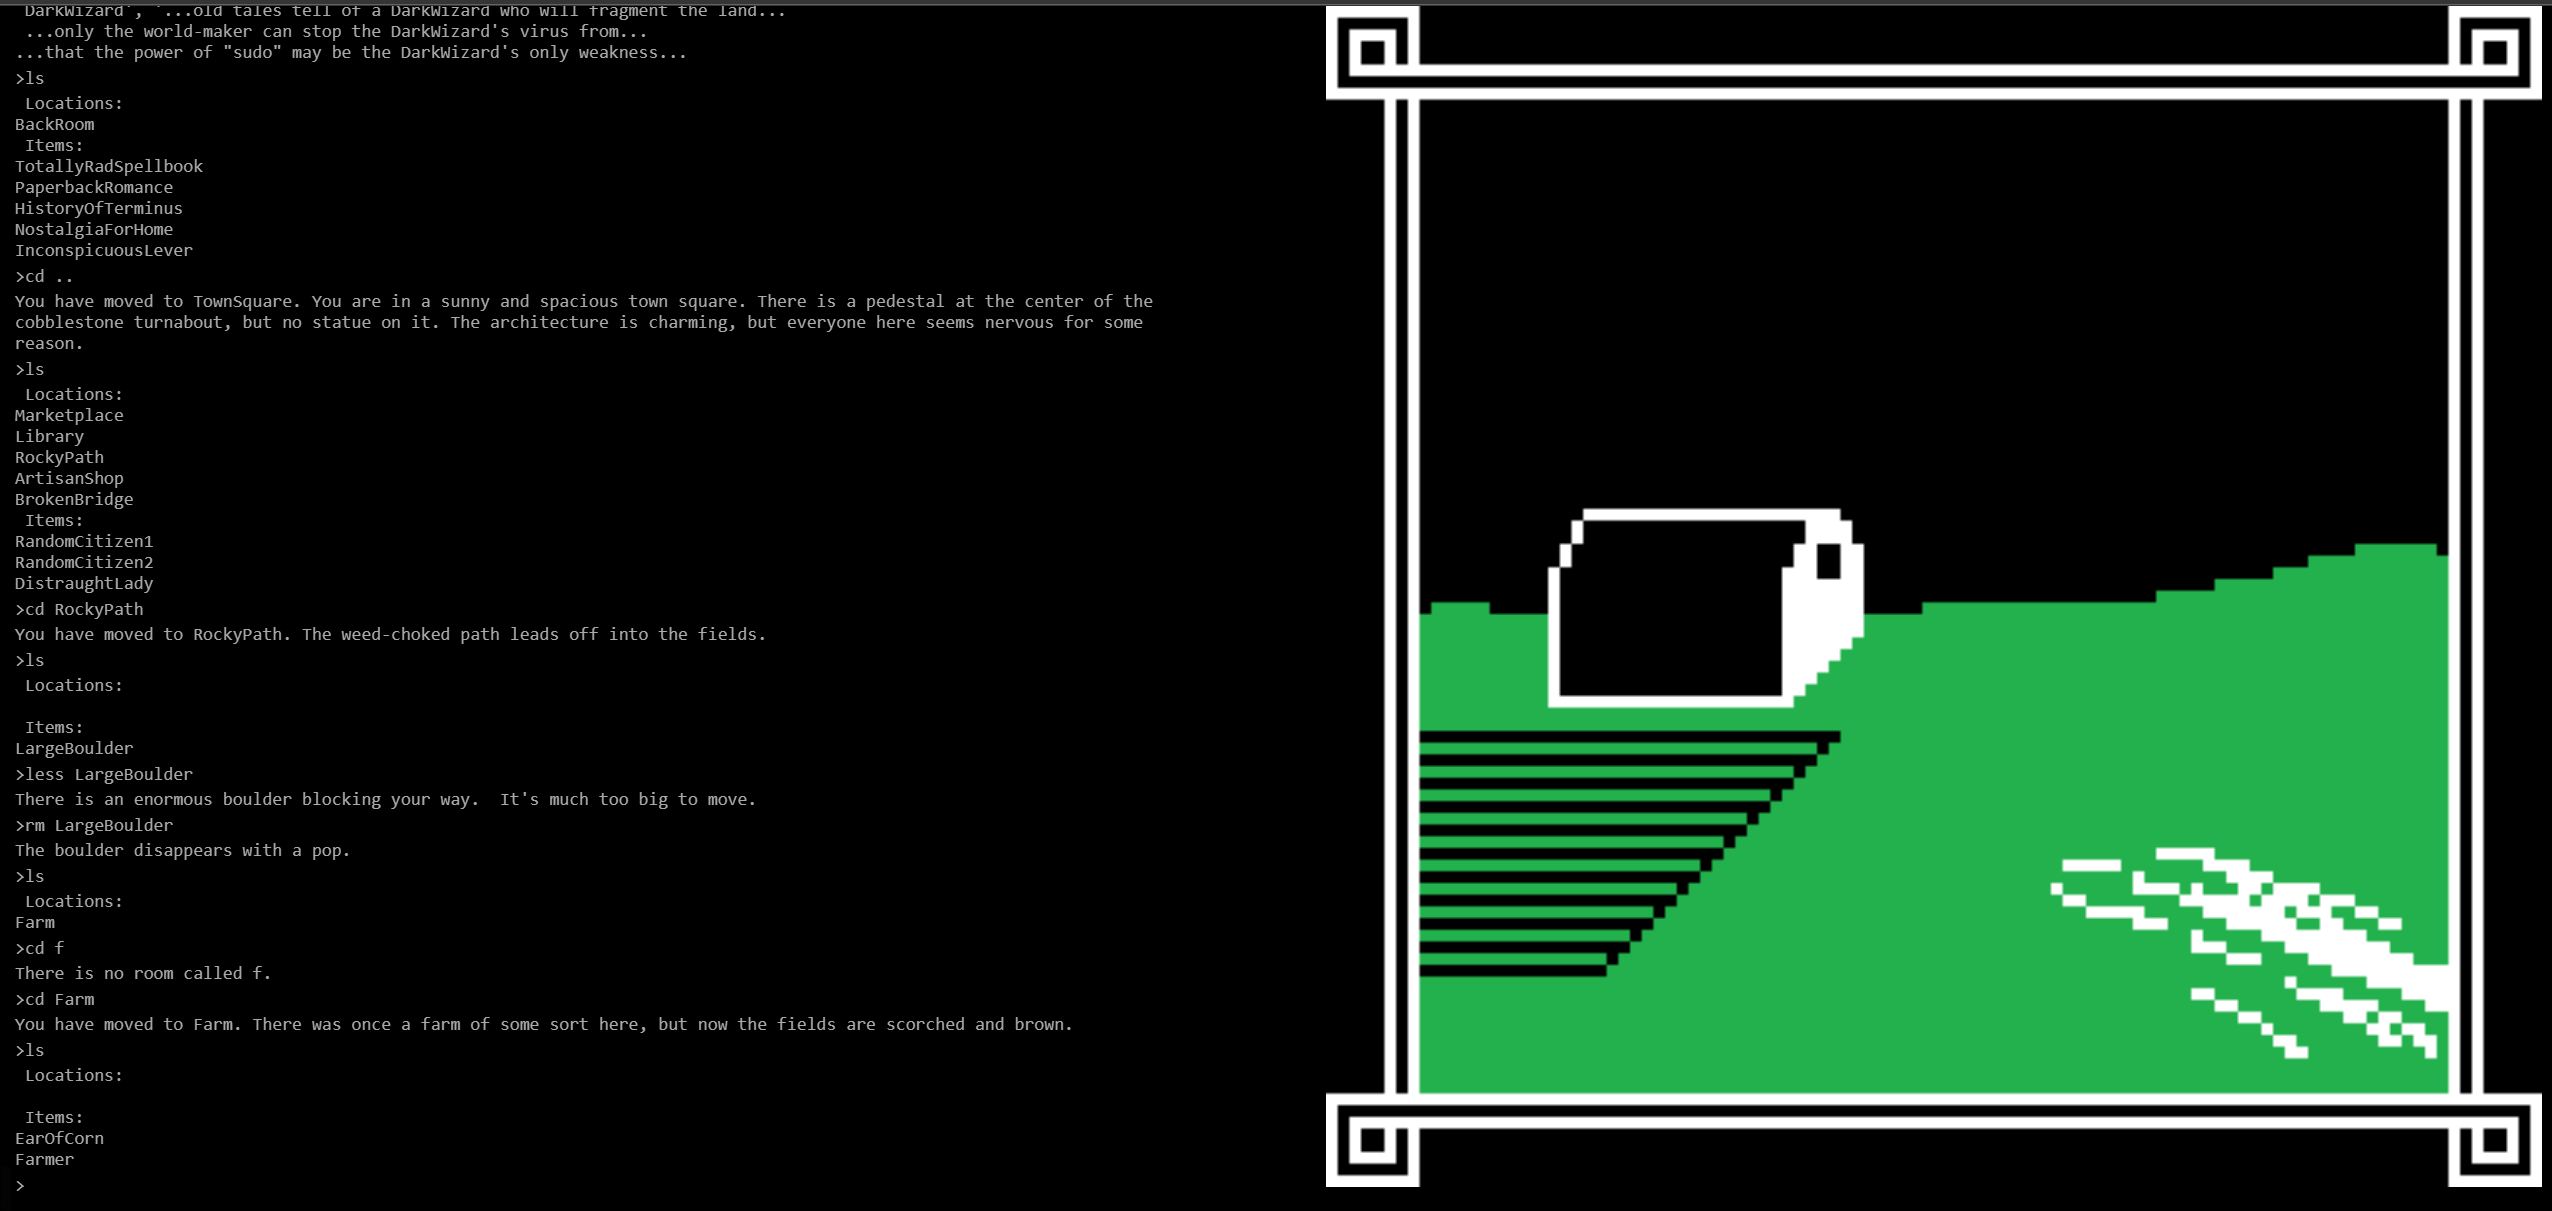 DarkWizard', '...old tales tell of a DarkWizard who will fragment the land...
...only the world-maker can stop the DarkWizard's virus from...
...that the power of "sudo" may be the DarkWizard's only weakness...
>ls
Locations:
BackRoom
Items:
TotallyRadSpellbook
PaperbackRomance
HistoryOfTerminus
NostalgiaForHome
InconspicuousLever
>cd ..
You have moved to TownSquare. You are in a sunny and spacious town square. There is a pedestal at the center of the
cobblestone turnabout, but no statue on it. The architecture is charming, but everyone here seems nervous for some
reason.
>ls
Locations:
Marketplace
Library
RockyPath
ArtisanShop
BrokenBridge
Items:
RandomCitizen1
RandomCitizen2
DistraughtLady
>cd RockyPath
You have moved to RockyPath. The weed-choked path leads off into the fields.
>ls
Locations:
Items:
LargeBoulder
>less LargeBoulder
There is an enormous boulder blocking your way.  It's much too big to move.
>rm LargeBoulder
The boulder disappears with a pop.
>ls
Locations:
Farm
>cd f
There is no room called f.
>cd Farm
You have moved to Farm. There was once a farm of some sort here, but now the fields are scorched and brown.
>ls
Locations:
Items:
EarOfCorn
Farmer
>